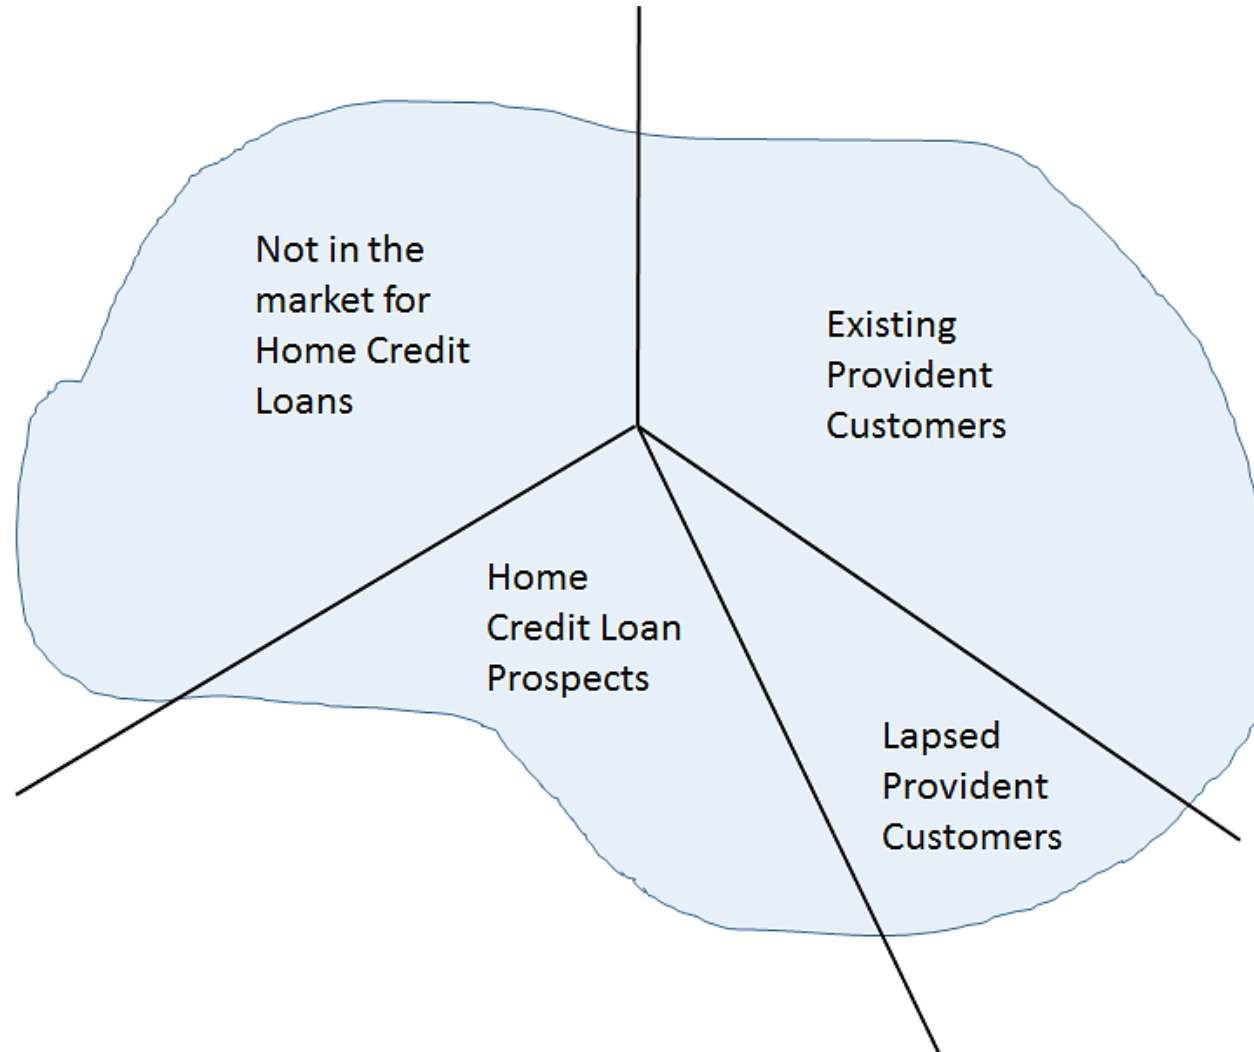 Not in the
market for
Home Credit
Loans
Existing
Provident
Customers
Home
Credit Loan
Prospects
Lapsed
Provident
Customers